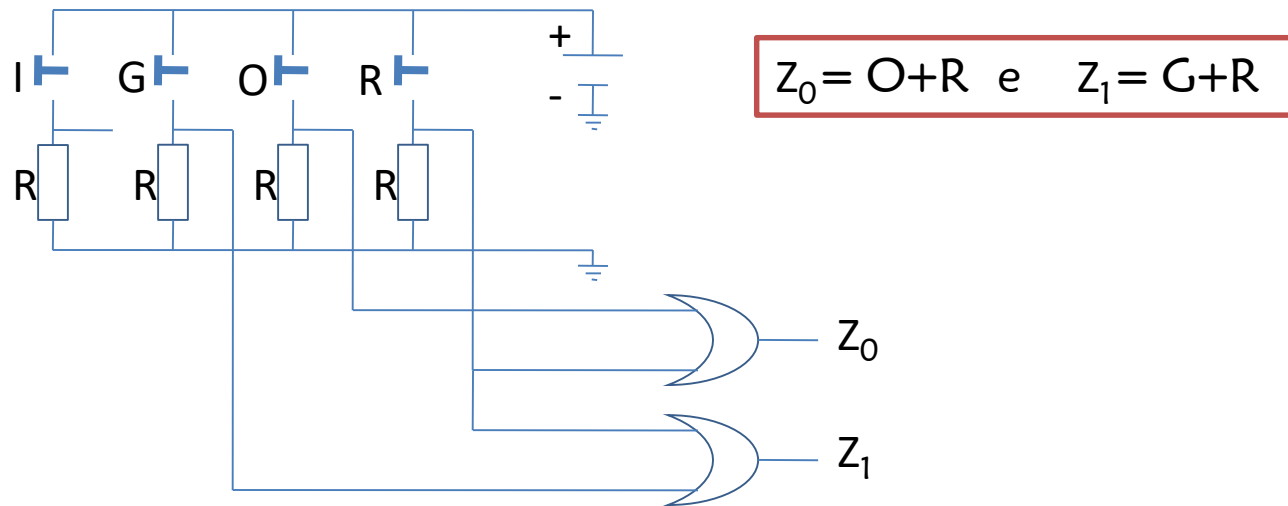 +
I G O R
-
Z₀= O+R e Z₁= G+R
R R R R
Z₀
Z₁